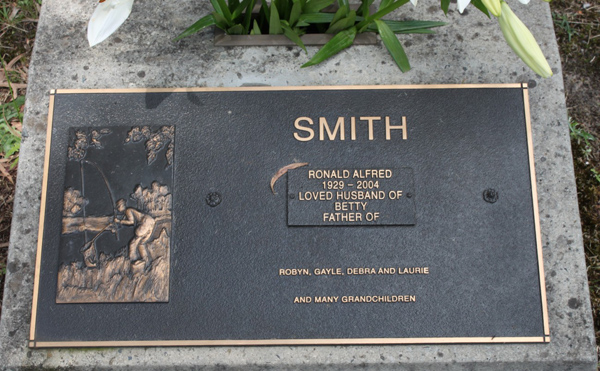 SMITH
RONALD ALFRED
1929 - 2004
LOVED HUSBAND OF
BETTY
FATHER OF
ROBYN, GAYLE, DEBRA AND LAURIE
AND MANY GRANDCHILDREN